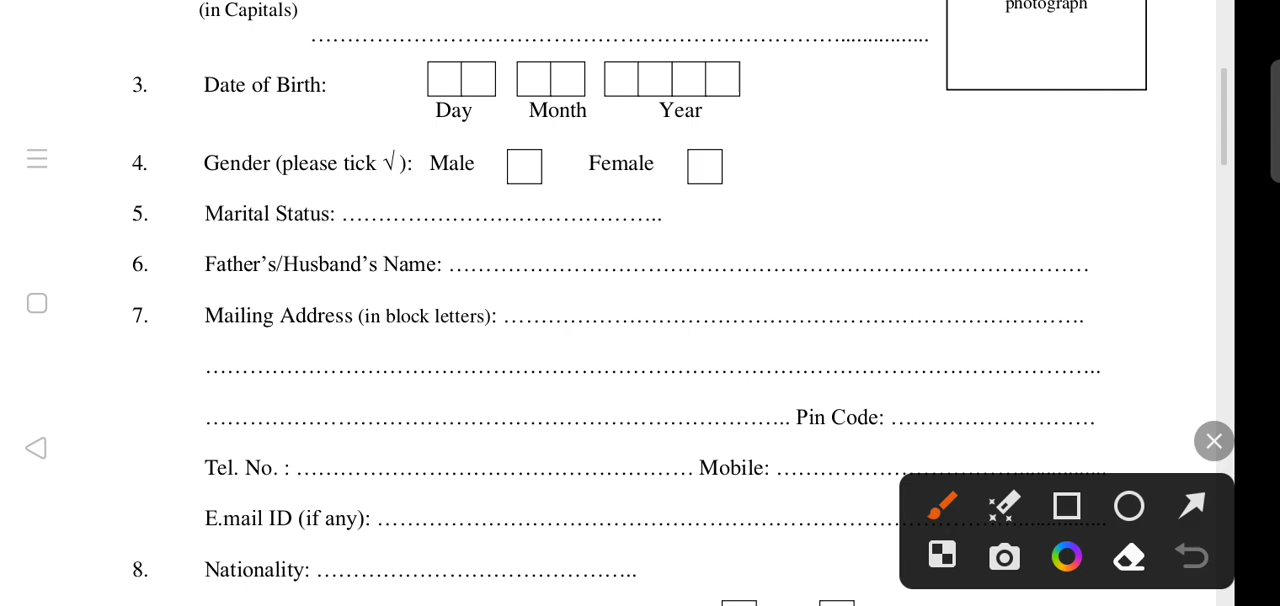 (in Capitals)
photograph
……………………………………………………………….................
3. Date of Birth:
Day Month Year
4. Gender (please tick √ ): Male Female
5. Marital Status: ……………………………………..
6. Father’s/Husband’s Name: ……………………………………………………………………………
7. Mailing Address (in block letters): …………………………………………………………………….
…………………………………………………………………………………………………………..
…………………………………………………………………….. Pin Code: ……………………….
Tel. No. : ………………………………………………. Mobile: …………………………...................
E.mail ID (if any): ………………………………………………………………………...................
8. Nationality: ……………………………………..